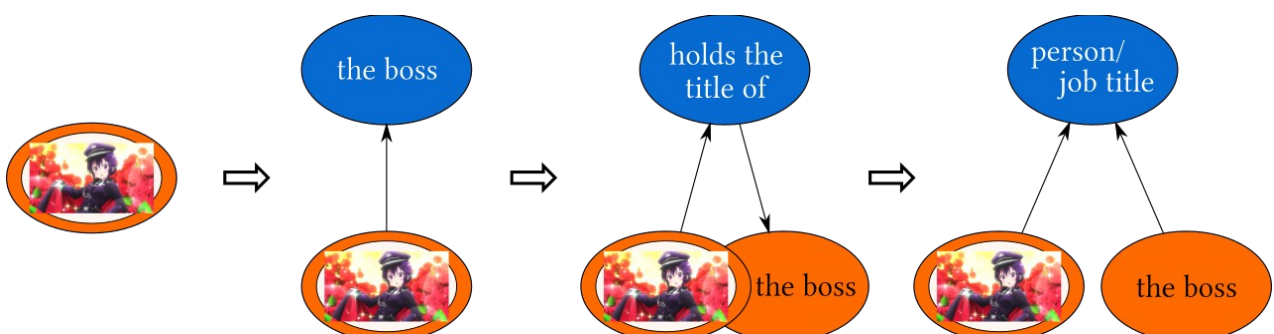 the boss
holds the
title of
the boss
person/
job title
the boss